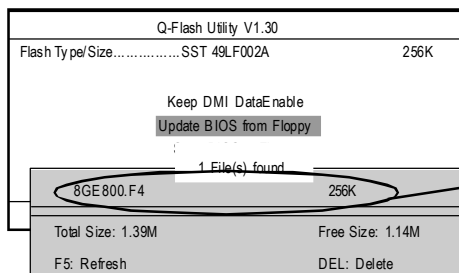 Q-Flash Utility V1.30
Flash Type/Size.................SST 49LF002A 256K
Keep DMI DataEnable
Update BIOS from Floppy
1 File(s) found
8GE800.F4 256K
Total Size: 1.39M Free Size: 1.14M
F5: Refresh DEL: Delete